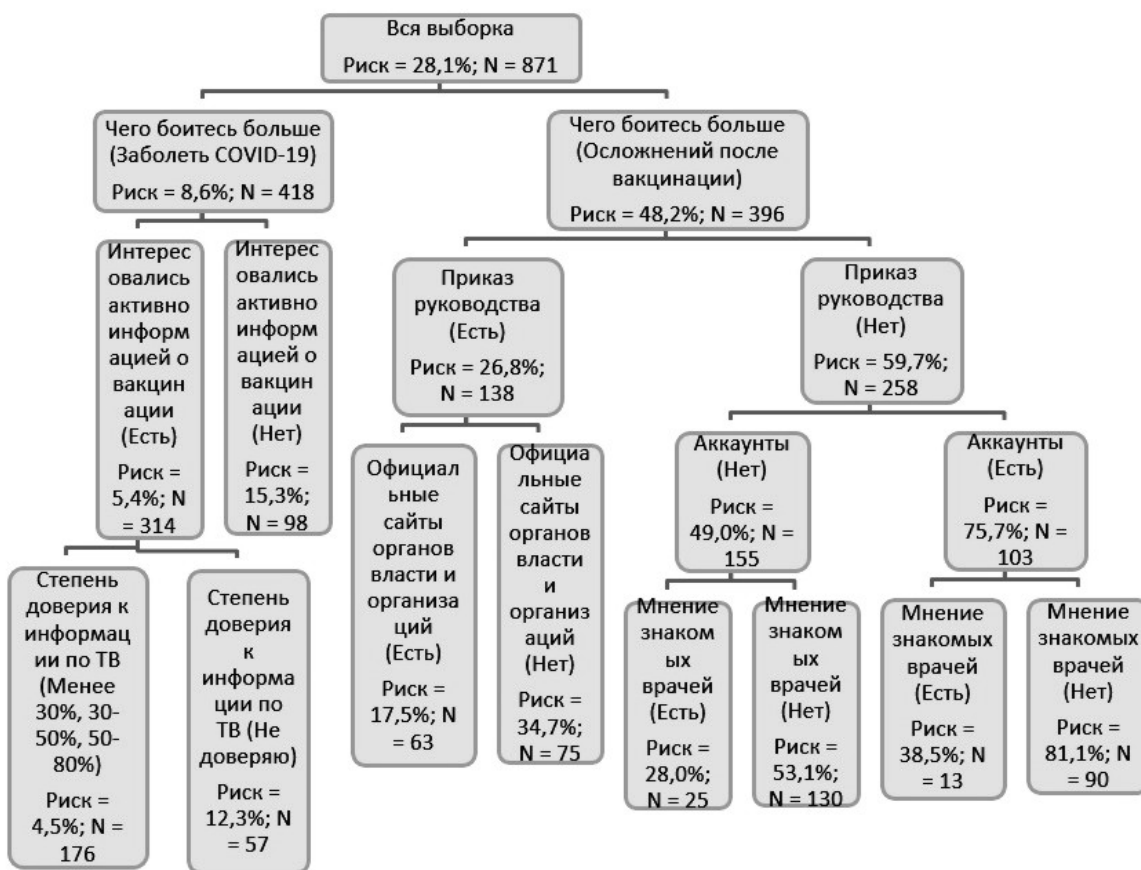 Вся выборка
Риск = 28,1%; N = 871
Чего боитесь больше
(Заболеть COVID-19)
Риск = 8,6%; N = 418
Чего боитесь больше
(Осложнений после
вакцинации)
Риск = 48,2%; N = 396
Интерес
овались
активно
информ
ацией о
вакцин
ации
(Есть)
Риск =
5,4%; N
= 314
Интерес
овались
активно
информ
ацией о
вакцин
ации
(Нет)
Риск =
15,3%;
N = 98
Приказ
руководства
(Есть)
Риск = 26,8%;
N = 138
Приказ
руководства
(Нет)
Риск = 59,7%;
N = 258
Степень
доверия к
информац
ии по ТВ
(Менее
30%, 30-
50%, 50-
80%)
Риск =
4,5%; N =
176
Степень
доверия
к
информа
ции по
ТВ (Не
доверяю)
Риск =
12,3%; N
= 57
Официал
ьные
сайты
органов
власти и
организа
ций
(Есть)
Риск =
17,5%; N
= 63
Официа
льные
сайты
органов
власти
и
организ
аций
(Нет)
Риск =
34,7%;
N = 75
Аккаунты
(Нет)
Риск =
49,0%; N =
155
Аккаунты
(Есть)
Риск =
75,7%; N =
103
Мнение
знаком
ых
врачей
(Есть)
Риск =
28,0%;
N = 25
Мнение
знаком
ых
врачей
(Нет)
Риск =
53,1%;
N = 130
Мнение
знакомых
врачей
(Есть)
Риск =
38,5%; N
= 13
Мнение
знакомых
врачей
(Нет)
Риск =
81,1%; N
= 90